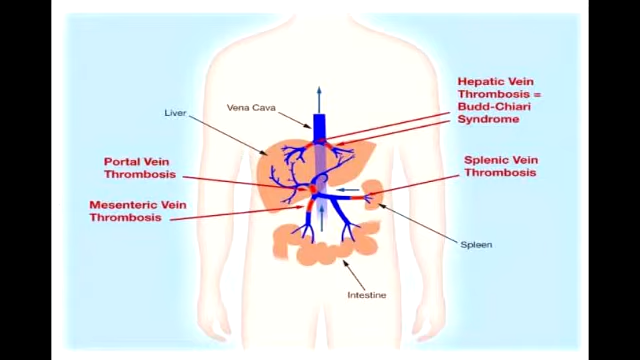 Hepatic Vein
Thrombosis =
Budd-Chiari
Syndrome
Vena Cava
Liver
Portal Vein
Thrombosis
Splenic Vein
Thrombosis
Mesenteric Vein
Thrombosis
Spleen
Intestine